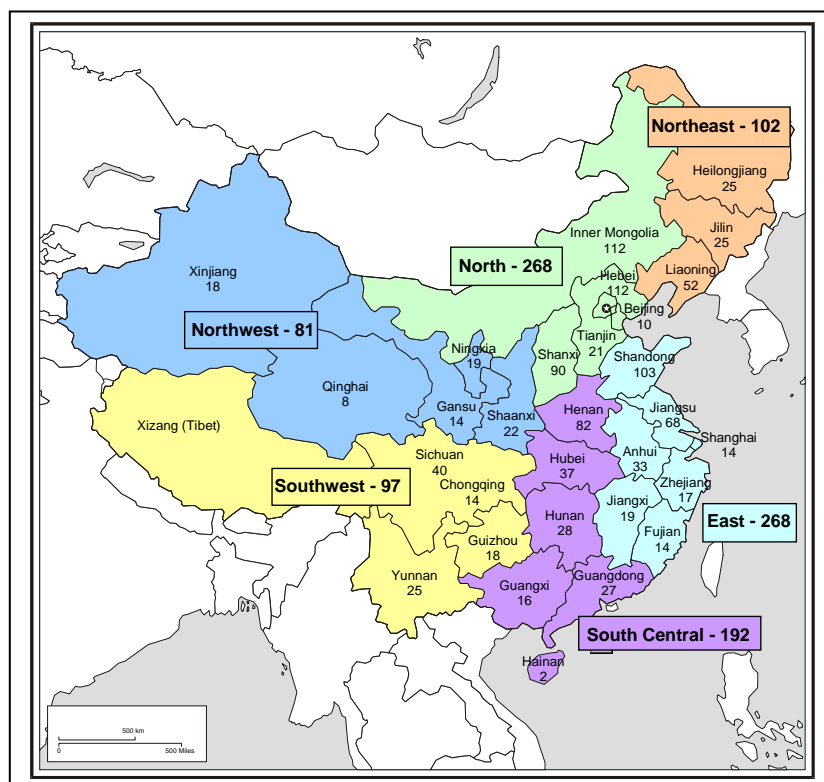 Northeast - 102
Heilongjiang
25
Jilin
25
Inner Mongolia
112
Liaoning
52
North - 268
Hebei
112
Beijing
10
Xinjiang
18
Northwest - 81
Tianjin
21
Ningxia
19
Shanxi
90
Shandong
103
Qinghai
8
Gansu
14
Shaanxi
22
Henan
82
Jiangsu
68
Xizang (Tibet)
Shanghai
14
Sichuan
40
Hubei
37
Anhui
33
Southwest - 97
Chongqing
14
Zhejiang
17
Jiangxi
19
Hunan
28
East - 268
Fujian
14
Guizhou
18
Yunnan
25
Guangxi
16
Guangdong
27
South Central - 192
Hainan
2
500 km
0
500 Miles